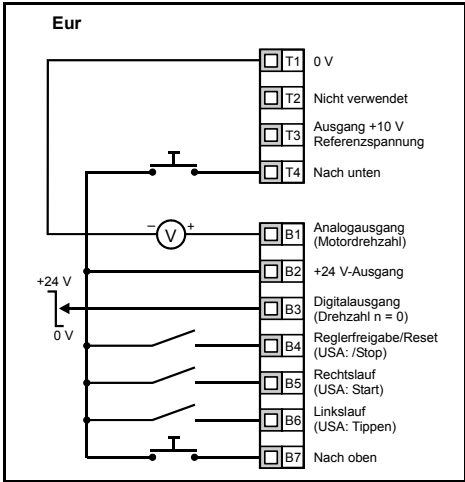 Eur
T1 0 V
T2 Nicht verwendet
T3 Ausgang +10 V
Referenzspannung
T4 Nach unten
– V +
B1 Analogausgang
(Motordrehzahl)
B2 +24 V-Ausgang
+24 V
0 V
B3 Digitalausgang
(Drehzahl n = 0)
B4 Reglerfreigabe/Reset
(USA: /Stop)
B5 Rechtslauf
(USA: Start)
B6 Linkslauf
(USA: Tippen)
B7 Nach oben